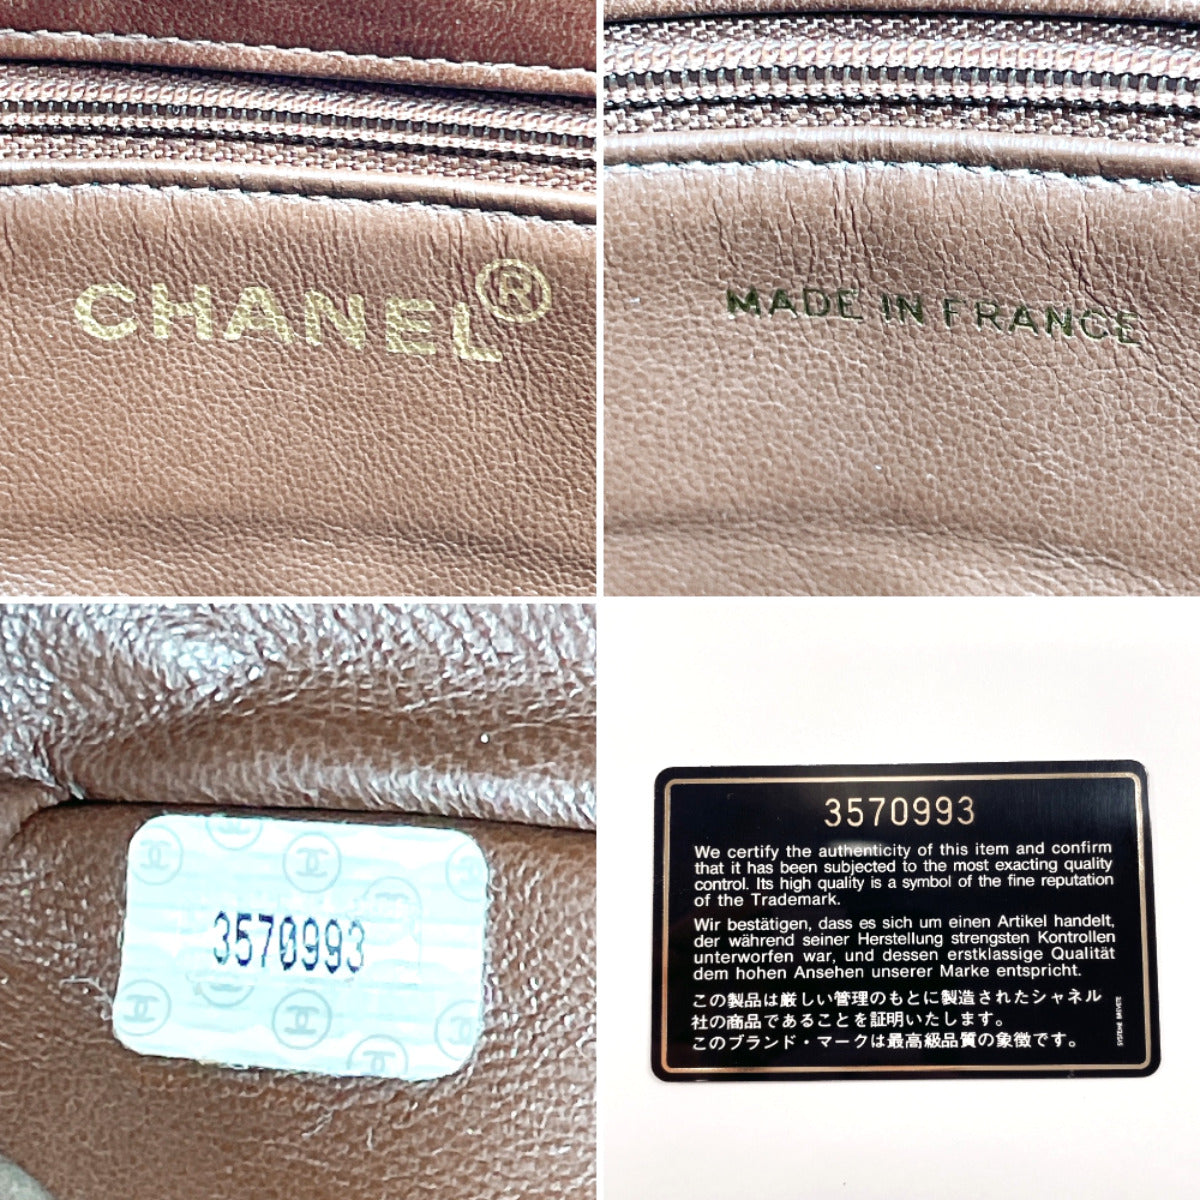 CHANEL®
MADE IN FRANCE
3570993
3570993
We certify the authenticity of this item and confirm
that it has been subjected to the most exacting quality
control. Its high quality is a symbol of the fine reputation
of the Trademark.
Wir bestätigen, dass es sich um einen Artikel handelt,
der während seiner Herstellung strengsten Kontrollen
unterworfen war, und dessen erstklassige Qualität
dem hohen Ansehen unserer Marke entspricht.
この製品は厳しい管理のもとに製造されたシャネル
社の商品であることを証明いたします。
このブランド・マークは最高級品質の象徴です。